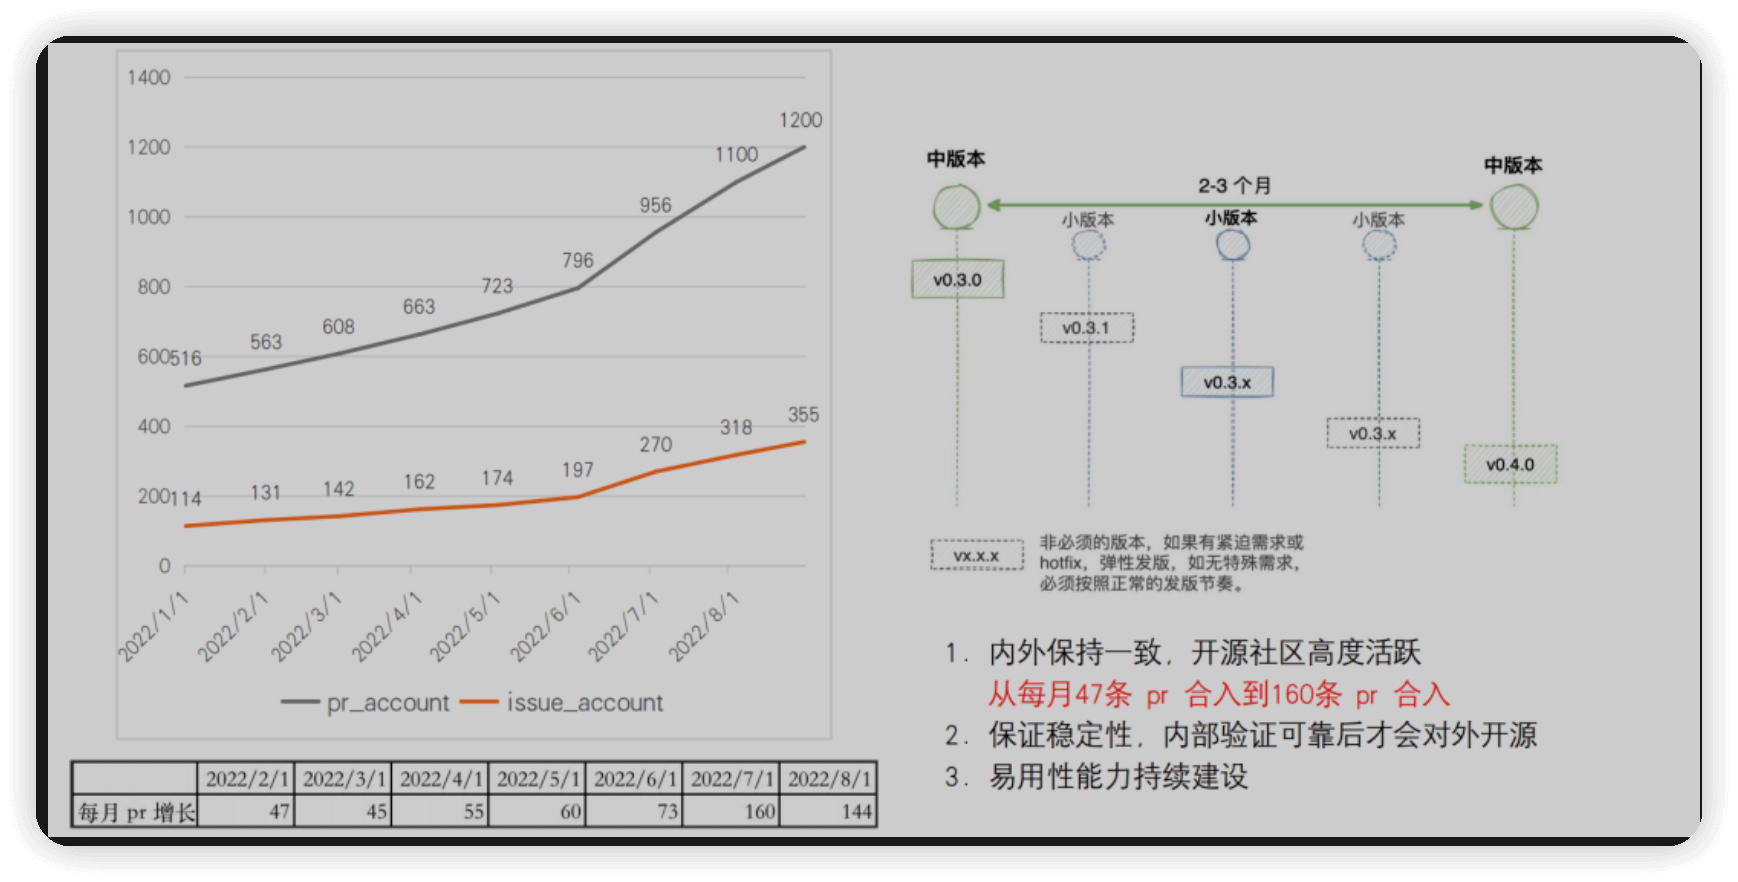 1400
1200
1000
800
600
400
200
0
516
563
608
663
723
796
956
1100
1200
114
131
142
162
174
197
270
318
355
2022/1/1
2022/2/1
2022/3/1
2022/4/1
2022/5/1
2022/6/1
2022/7/1
2022/8/1
pr_account
issue_account
2022/2/1 2022/3/1 2022/4/1 2022/5/1 2022/6/1 2022/7/1 2022/8/1
每月 pr 增长 47 45 55 60 73 160 144
中版本
中版本
2-3 个月
小版本
小版本
小版本
v0.3.0
v0.3.1
v0.3.x
v0.3.x
v0.4.0
vx.x.x
非必须的版本，如果有紧迫需求或
hotfix，弹性发版，如无特殊需求，
必须按照正常的发版节奏。
1. 内外保持一致，开源社区高度活跃
从每月47条 pr 合入到160条 pr 合入
2. 保证稳定性，内部验证可靠后才会对外开源
3. 易用性能力持续建设